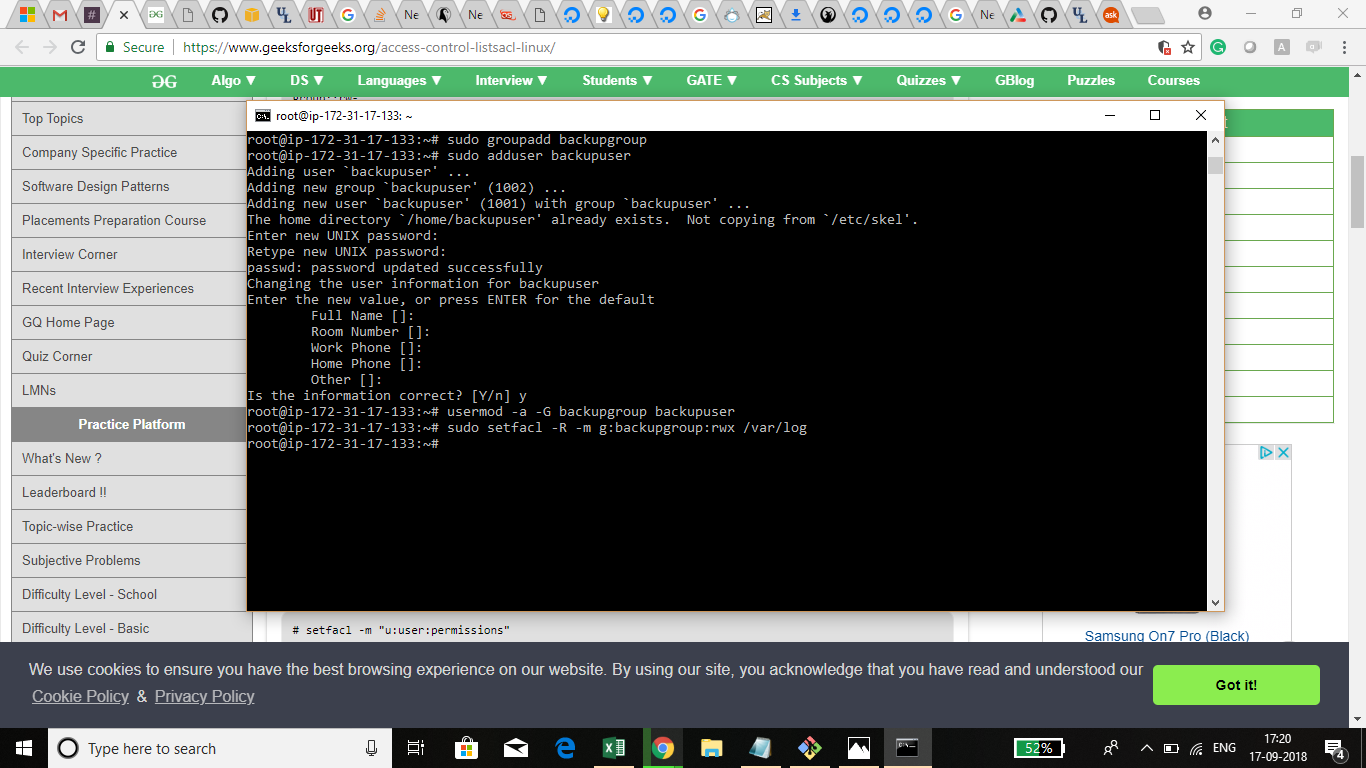 Ne
Ne
UT
Ne
ask
Secure
https://www.geeksforgeeks.org/access-control-listsacl-linux/
Algo ▼ DS ▼ Languages ▼ Interview ▼ Students ▼ GATE ▼ CS Subjects ▼ Quizzes ▼ GBlog Puzzles Courses
Top Topics
Company Specific Practice
Software Design Patterns
Placements Preparation Course
Interview Corner
Recent Interview Experiences
GQ Home Page
Quiz Corner
LMNs
Practice Platform
What's New ?
Leaderboard !!
Topic-wise Practice
Subjective Problems
Difficulty Level - School
Difficulty Level - Basic
root@ip-172-31-17-133: ~
root@ip-172-31-17-133:~# sudo groupadd backupgroup
root@ip-172-31-17-133:~# sudo adduser backupuser
Adding user `backupuser' ...
Adding new group `backupuser' (1002) ...
Adding new user `backupuser' (1001) with group `backupuser' ...
The home directory `/home/backupuser' already exists.  Not copying from `/etc/skel'.
Enter new UNIX password:
Retype new UNIX password:
passwd: password updated successfully
Changing the user information for backupuser
Enter the new value, or press ENTER for the default
Full Name []:
Room Number []:
Work Phone []:
Home Phone []:
Other []:
Is the information correct? [Y/n] y
root@ip-172-31-17-133:~# usermod -a -G backupgroup backupuser
root@ip-172-31-17-133:~# sudo setfacl -R -m g:backupgroup:rwx /var/log
root@ip-172-31-17-133:~#
# setfacl -m "u:user:permissions"
Samsung On7 Pro (Black)
We use cookies to ensure you have the best browsing experience on our website. By using our site, you acknowledge that you have read and understood our
Cookie Policy & Privacy Policy
Got it!
Type here to search
52%
ENG
17:20
17-09-2018
4